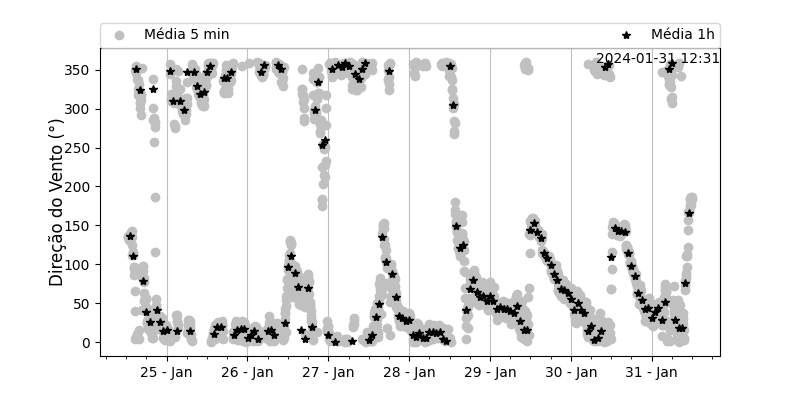 Média 5 min
Média 1h
2024-01-31 12:31
Direção do Vento (°)
350
300
250
200
150
100
50
0
25 - Jan
26 - Jan
27 - Jan
28 - Jan
29 - Jan
30 - Jan
31 - Jan